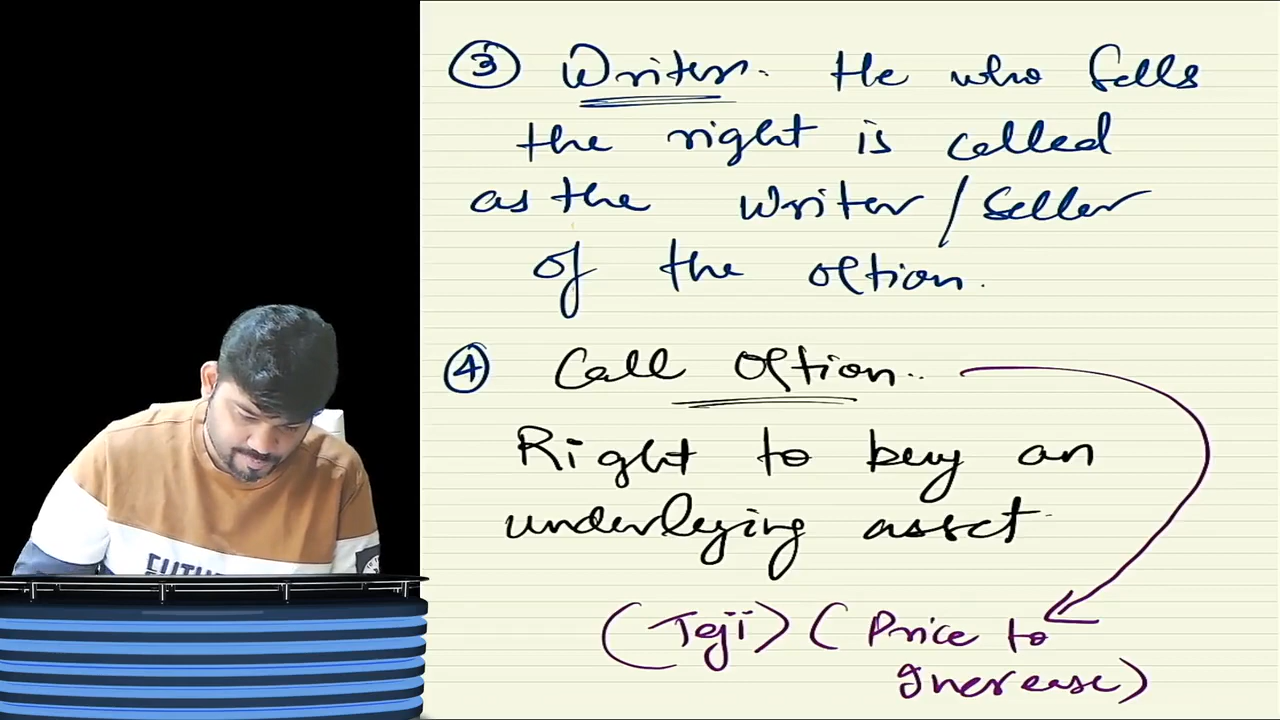 ③ Writer. He who sells
the right is called
as the writer / seller
of the option.
④ Call Option..
Right to buy an
underlying asset.
(Teji) (Price to
increase)